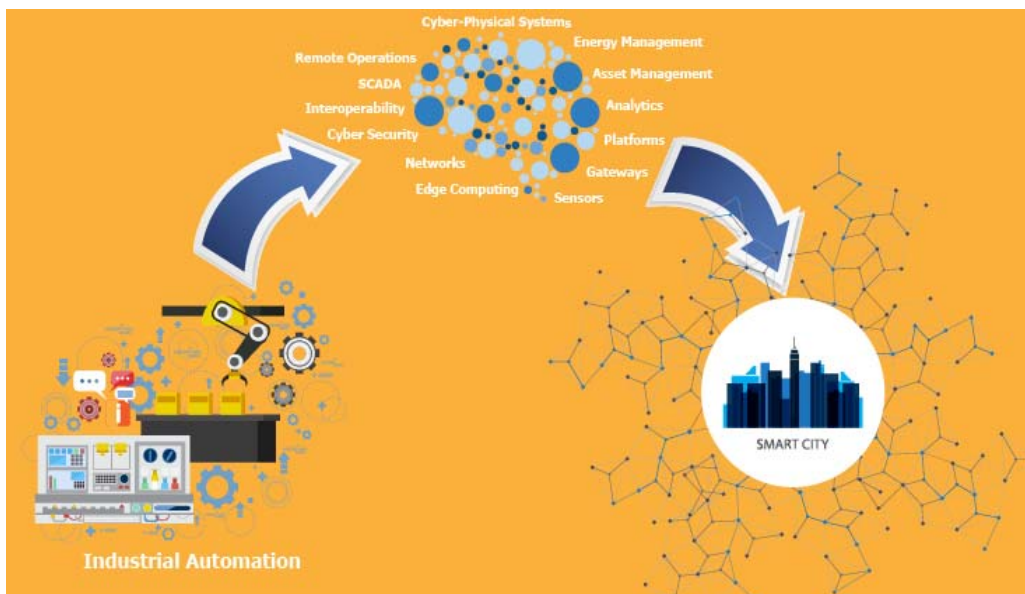 Cyber-Physical Systems
Energy Management
Remote Operations
Asset Management
SCADA
Interoperability
Analytics
Cyber Security
Platforms
Networks
Gateways
Edge Computing
Sensors
SMART CITY
Industrial Automation